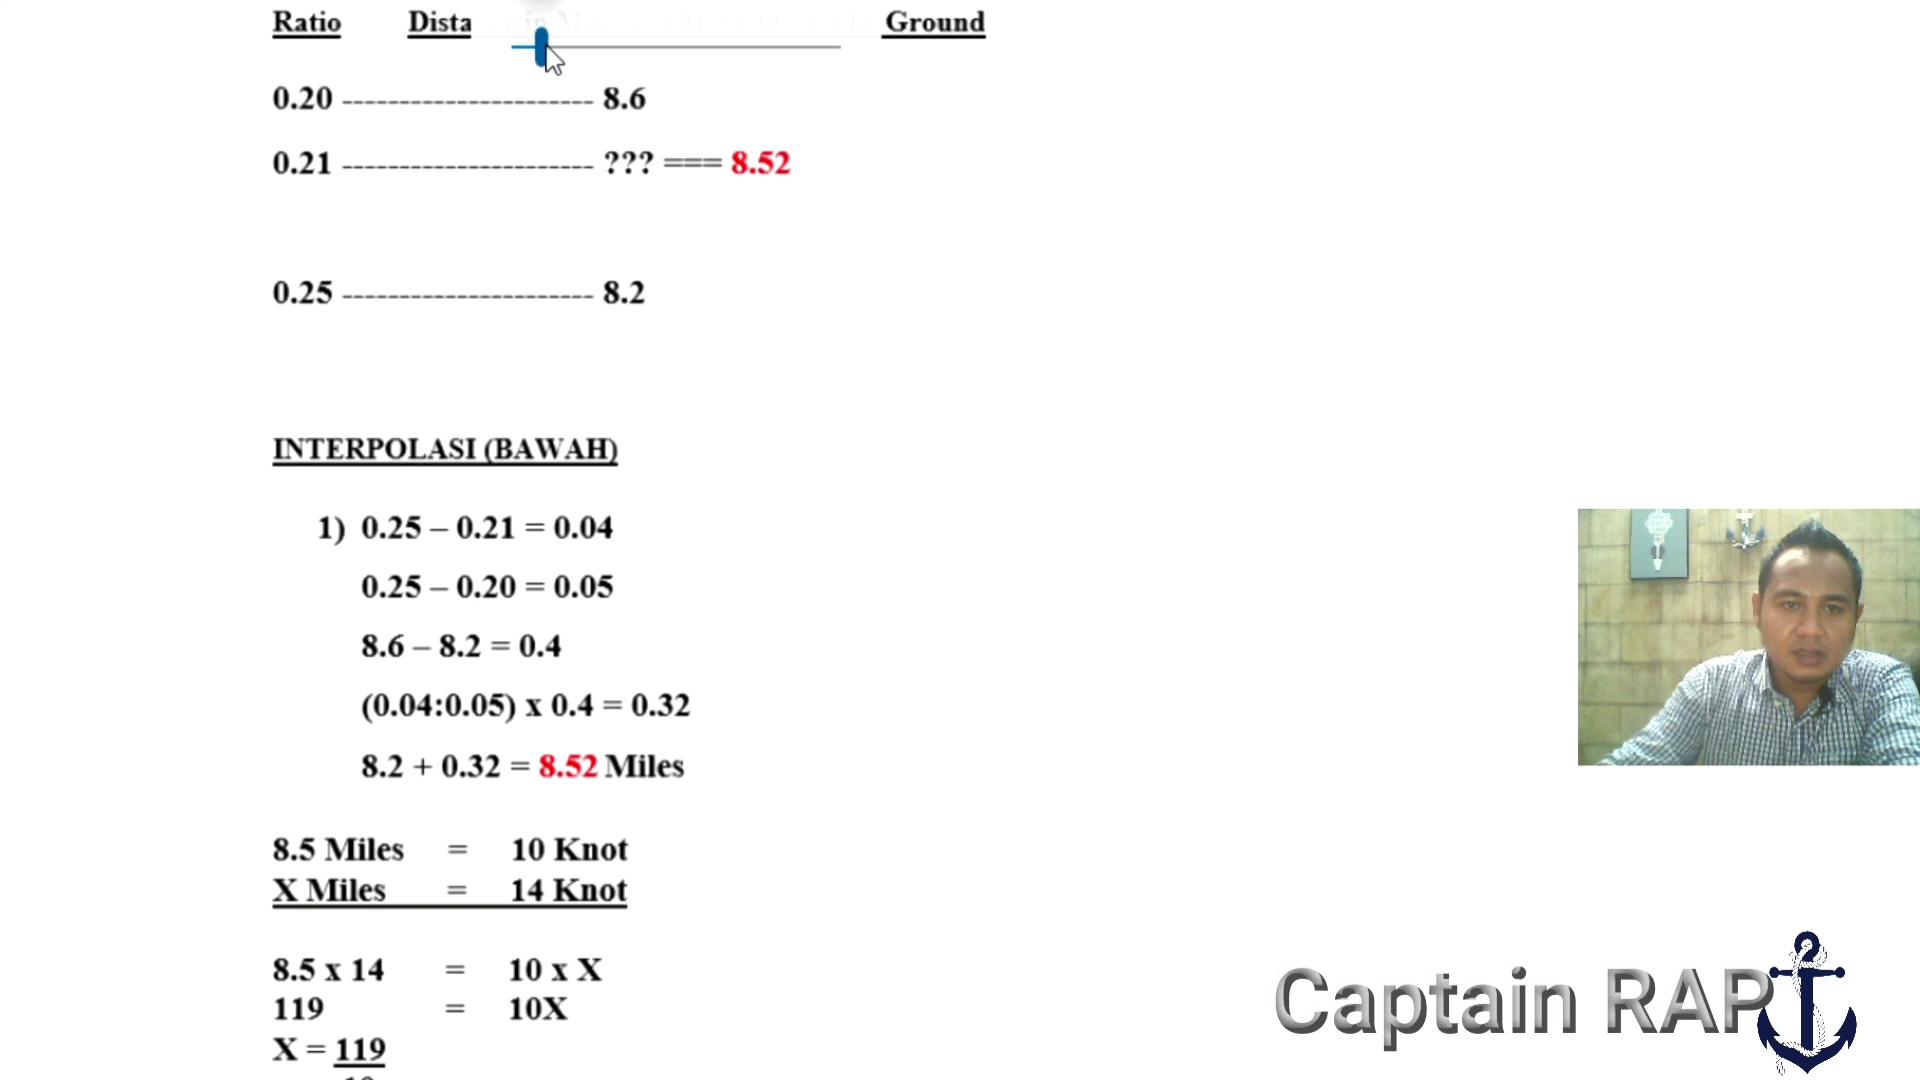 Ratio Dista Ground
0.20 ---------------------- 8.6
0.21 ---------------------- ??? === 8.52
0.25 ---------------------- 8.2
INTERPOLASI (BAWAH)
1) 0.25 – 0.21 = 0.04
0.25 – 0.20 = 0.05
8.6 – 8.2 = 0.4
(0.04:0.05) x 0.4 = 0.32
8.2 + 0.32 = 8.52 Miles
8.5 Miles = 10 Knot
X Miles = 14 Knot
8.5 x 14 = 10 x X
119 = 10X
X = 119
Captain RAP